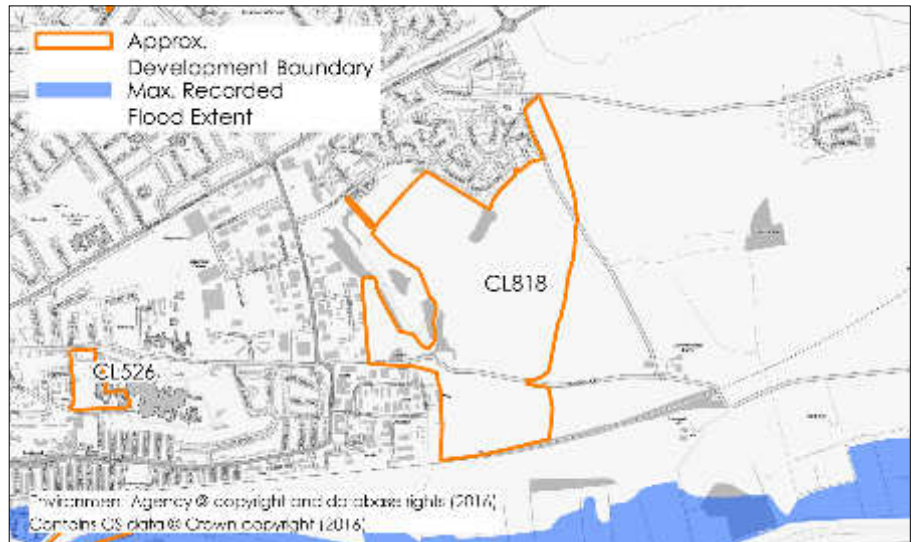 Approx.
Development Boundary
Max. Recorded
Flood Extent
CL818
CL526
Environment Agency © copyright and database rights (2016)
Contains OS data © Crown copyright (2016)